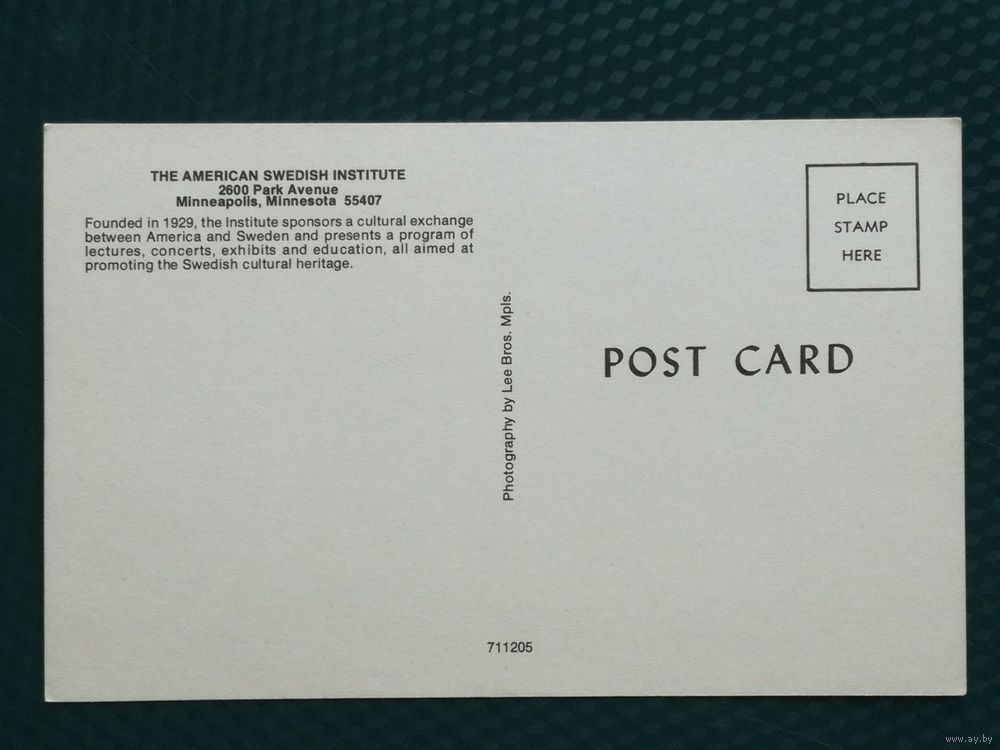 THE AMERICAN SWEDISH INSTITUTE
2600 Park Avenue
Minneapolis, Minnesota 55407
Founded in 1929, the Institute sponsors a cultural exchange
between America and Sweden and presents a program of
lectures, concerts, exhibits and education, all aimed at
promoting the Swedish cultural heritage.
Photography by Lee Bros. Mpls.
PLACE
STAMP
HERE
POST CARD
711205
www.ay.by